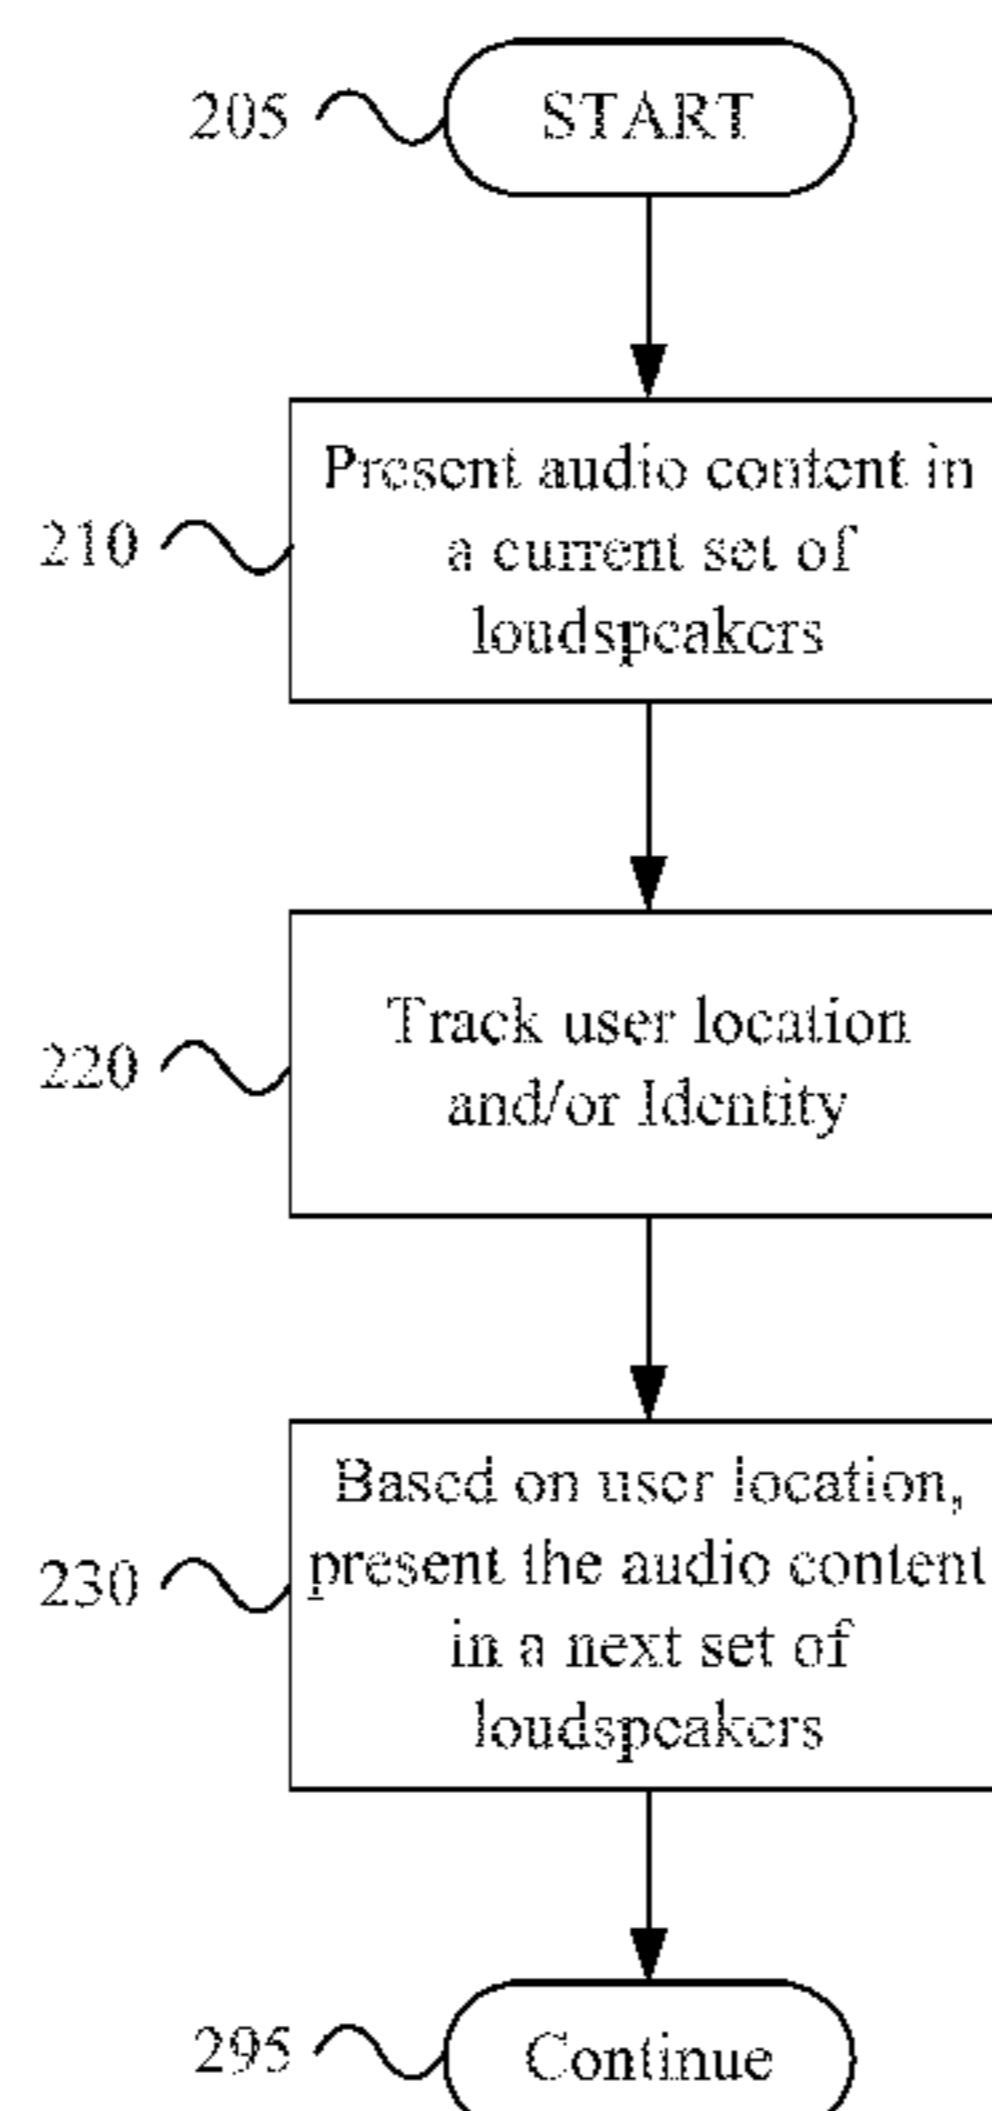 205
START
Present audio content in
210
a current set of
loudspeakers
Track user location
220
and/or Identity
Based on user location,
present the audio content
230
in a next set of
loudspeakers
295
Continue